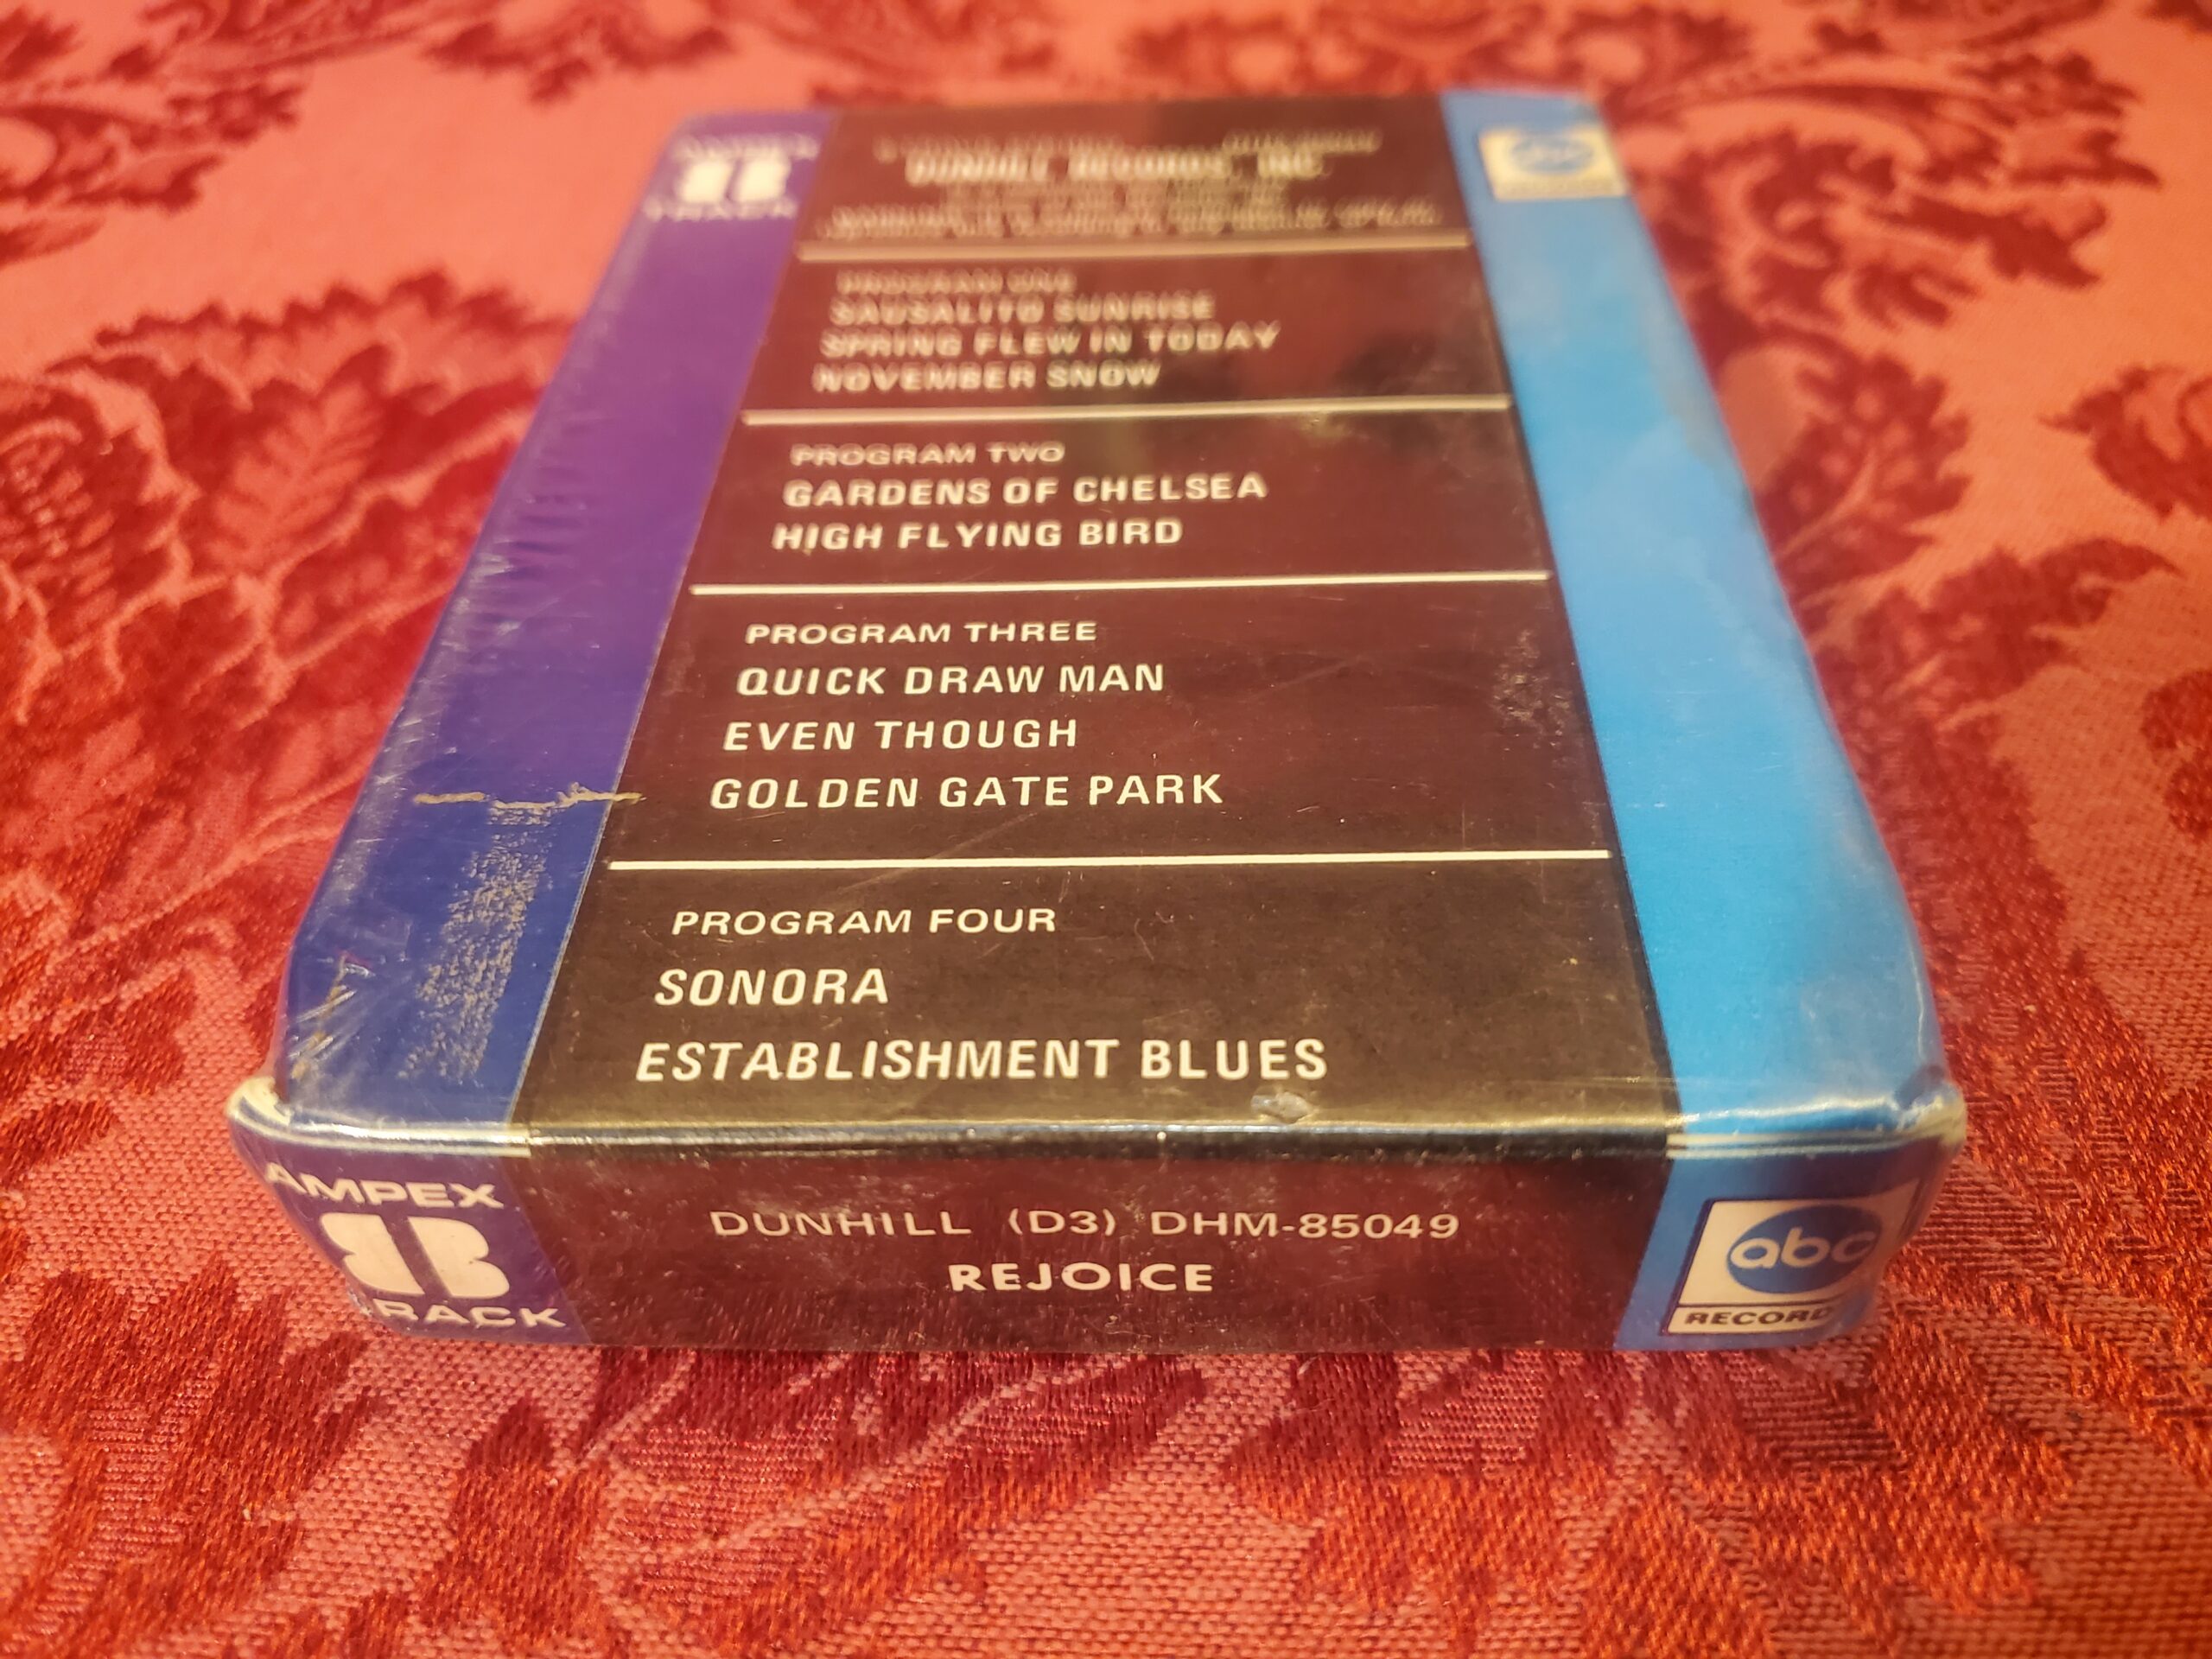 AMPEX
8
TRACK
DUNHILL RECORDS, INC.
PROGRAM ONE
SAUSALITO SUNRISE
SPRING FLEW IN TODAY
NOVEMBER SNOW
PROGRAM TWO
GARDENS OF CHELSEA
HIGH FLYING BIRD
PROGRAM THREE
QUICK DRAW MAN
EVEN THOUGH
GOLDEN GATE PARK
PROGRAM FOUR
SONORA
ESTABLISHMENT BLUES
AMPEX
8
TRACK
DUNHILL (D3) DHM-85049
REJOICE
abc
RECORDS